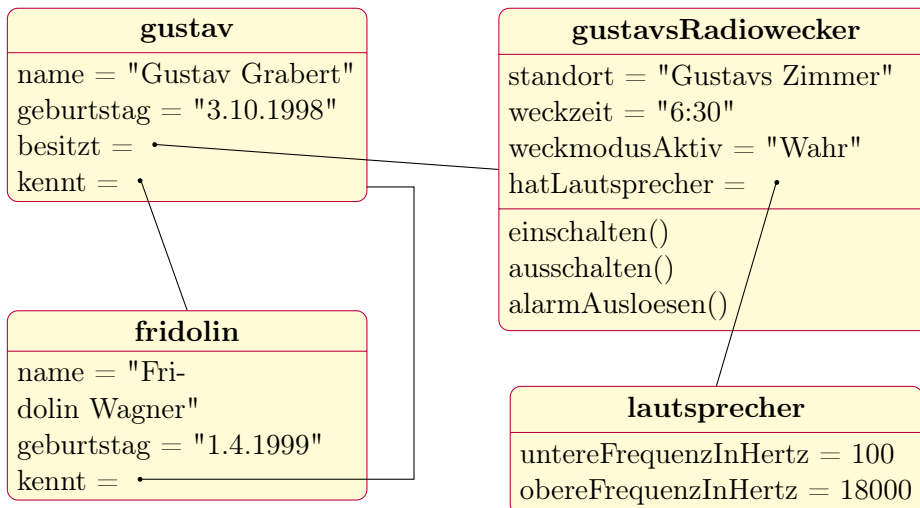 gustav
name = "Gustav Grabert"
geburtstag = "3.10.1998"
besitzt =
kennt =
gustavsRadiowecker
standort = "Gustavs Zimmer"
weckzeit = "6:30"
weckmodusAktiv = "Wahr"
hatLautsprecher =
einschalten()
ausschalten()
alarmAusloesen()
fridolin
name = "Fri-
dolin Wagner"
geburtstag = "1.4.1999"
kennt =
lautsprecher
untereFrequenzInHertz = 100
obereFrequenzInHertz = 18000